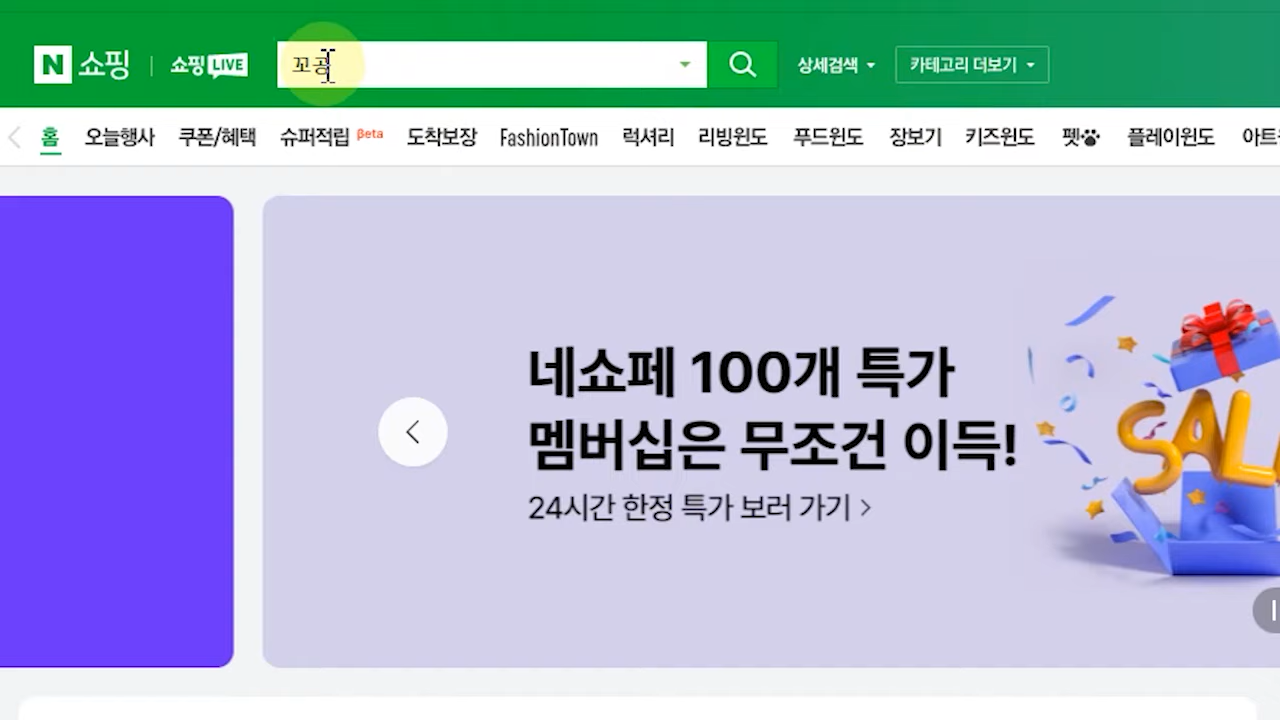 N 쇼핑 쇼핑LIVE 꼬공 상세검색 카테고리 더보기
홈 오늘행사 쿠폰/혜택 슈퍼적립 Beta 도착보장 FashionTown 럭셔리 리빙윈도 푸드윈도 장보기 키즈윈도 펫 플레이윈도
네쇼페 100개 특가
멤버십은 무조건 이득!
24시간 한정 특가 보러 가기